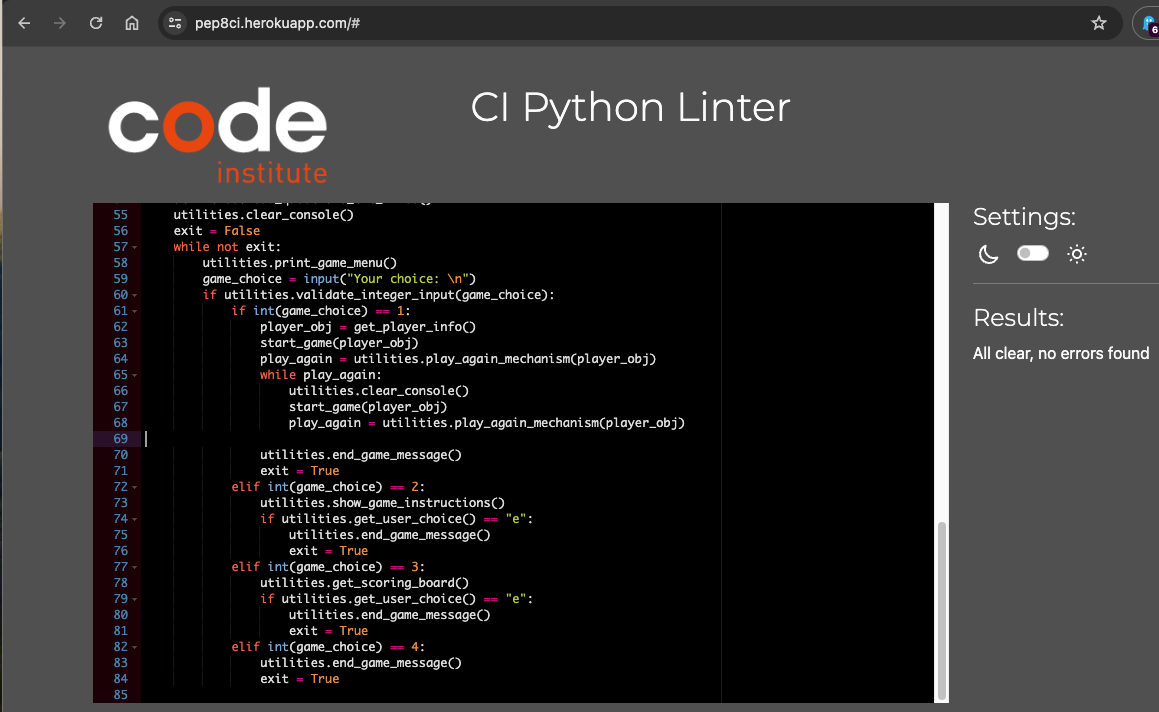 pep8ci.herokuapp.com/#
6
code
institute
CI Python Linter
55 utilities.clear_console()
56 exit = False
57 while not exit:
58 utilities.print_game_menu()
59 game_choice = input("Your choice: \n")
60 if utilities.validate_integer_input(game_choice):
61 if int(game_choice) == 1:
62 player_obj = get_player_info()
63 start_game(player_obj)
64 play_again = utilities.play_again_mechanism(player_obj)
65 while play_again:
66 utilities.clear_console()
67 start_game(player_obj)
68 play_again = utilities.play_again_mechanism(player_obj)
69
70 utilities.end_game_message()
71 exit = True
72 elif int(game_choice) == 2:
73 utilities.show_game_instructions()
74 if utilities.get_user_choice() == "e":
75 utilities.end_game_message()
76 exit = True
77 elif int(game_choice) == 3:
78 utilities.get_scoring_board()
79 if utilities.get_user_choice() == "e":
80 utilities.end_game_message()
81 exit = True
82 elif int(game_choice) == 4:
83 utilities.end_game_message()
84 exit = True
85
Settings:
Results:
All clear, no errors found